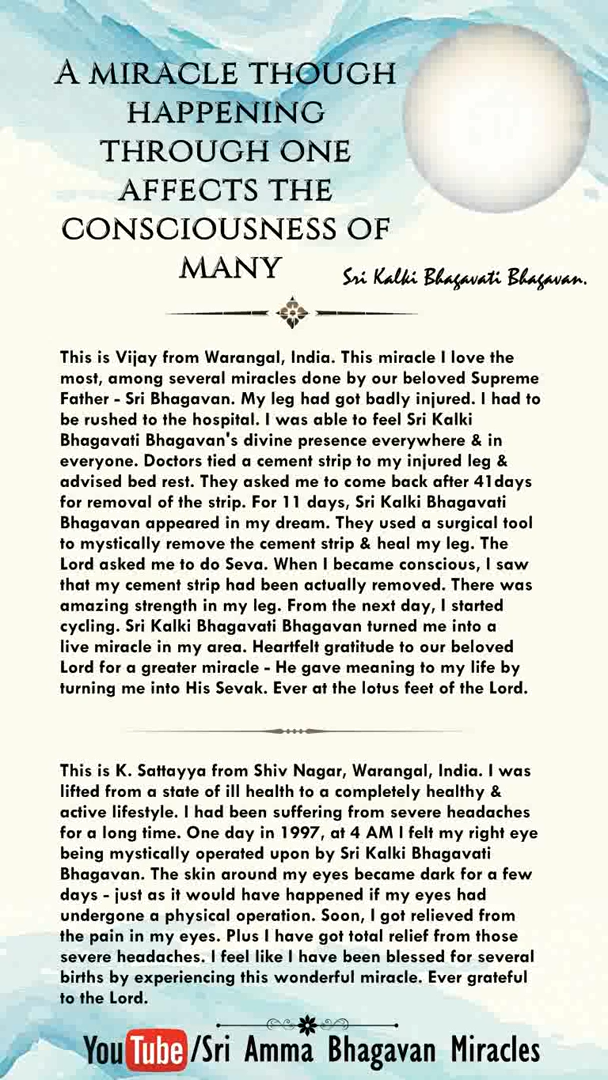 A MIRACLE THOUGH
HAPPENING
THROUGH ONE
AFFECTS THE
CONSCIOUSNESS OF
MANY
Sri Kalki Bhagavati Bhagavan.
This is Vijay from Warangal, India. This miracle I love the
most, among several miracles done by our beloved Supreme
Father - Sri Bhagavan. My leg had got badly injured. I had to
be rushed to the hospital. I was able to feel Sri Kalki
Bhagavati Bhagavan's divine presence everywhere & in
everyone. Doctors tied a cement strip to my injured leg &
advised bed rest. They asked me to come back after 41days
for removal of the strip. For 11 days, Sri Kalki Bhagavati
Bhagavan appeared in my dream. They used a surgical tool
to mystically remove the cement strip & heal my leg. The
Lord asked me to do Seva. When I became conscious, I saw
that my cement strip had been actually removed. There was
amazing strength in my leg. From the next day, I started
cycling. Sri Kalki Bhagavati Bhagavan turned me into a
live miracle in my area. Heartfelt gratitude to our beloved
Lord for a greater miracle - He gave meaning to my life by
turning me into His Sevak. Ever at the lotus feet of the Lord.
This is K. Sattayya from Shiv Nagar, Warangal, India. I was
lifted from a state of ill health to a completely healthy &
active lifestyle. I had been suffering from severe headaches
for a long time. One day in 1997, at 4 AM I felt my right eye
being mystically operated upon by Sri Kalki Bhagavati
Bhagavan. The skin around my eyes became dark for a few
days - just as it would have happened if my eyes had
undergone a physical operation. Soon, I got relieved from
the pain in my eyes. Plus I have got total relief from those
severe headaches. I feel like I have been blessed for several
births by experiencing this wonderful miracle. Ever grateful
to the Lord.
YouTube/Sri Amma Bhagavan Miracles